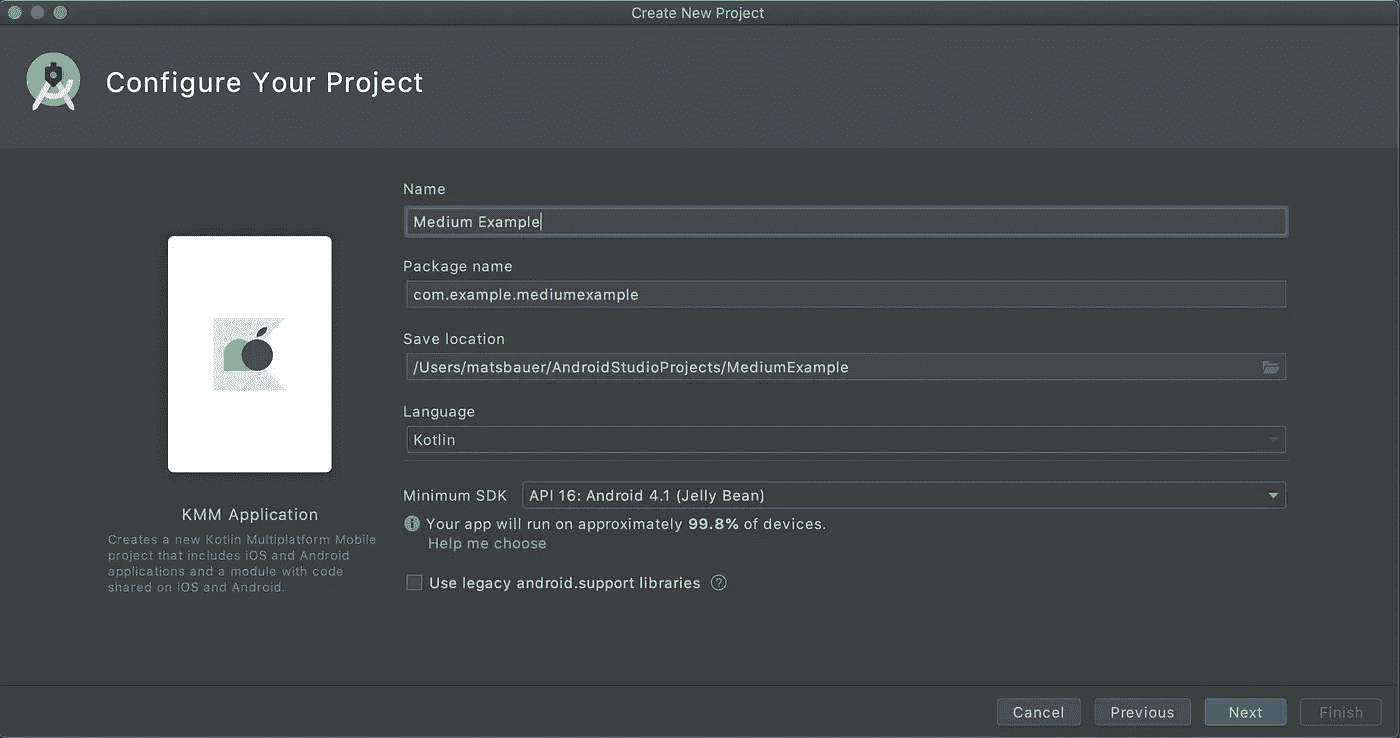 Create New Project
Configure Your Project
Name
Medium Example
Package name
com.example.mediumexample
Save location
/Users/matsbauer/AndroidStudioProjects/MediumExample
Language
Kotlin
Minimum SDK API 16: Android 4.1 (Jelly Bean)
Your app will run on approximately 99.8% of devices.
Help me choose
Use legacy android.support libraries ?
KMM Application
Creates a new Kotlin Multiplatform Mobile
project that includes iOS and Android
applications and a module with code
shared on iOS and Android.
Cancel Previous Next Finish